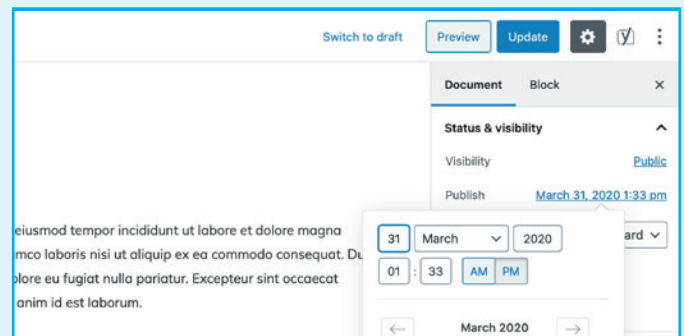 Switch to draft Preview Update
Document Block ×
Status & visibility
Visibility Public
Publish March 31, 2020 1:33 pm
eiusmod tempor incididunt ut labore et dolore magna
mco laboris nisi ut aliquip ex ea commodo consequat. Du
olore eu fugiat nulla pariatur. Excepteur sint occaecat
anim id est laborum.
31 March 2020 ard
01 : 33 AM PM
← March 2020 →